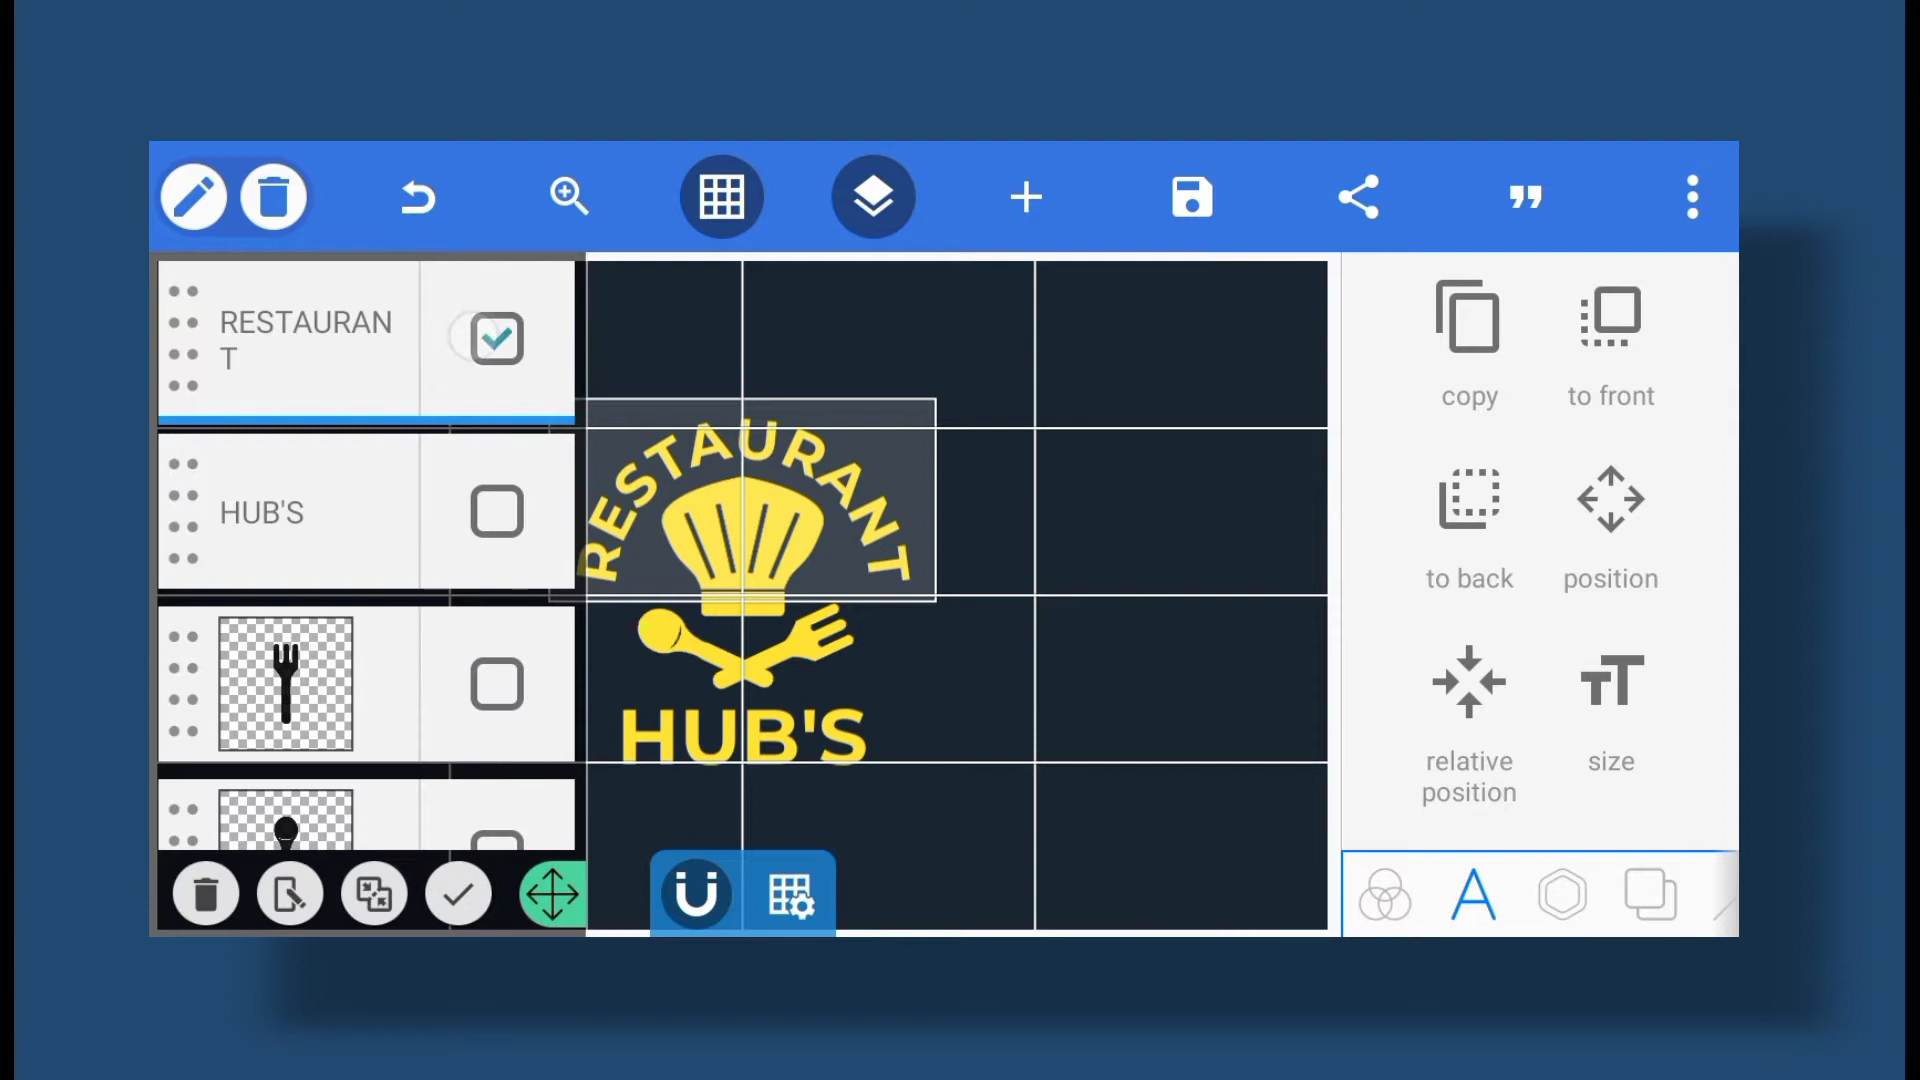 RESTAURAN
T
HUB'S
RESTAURANT
HUB'S
copy
to front
to back
position
relative
position
size